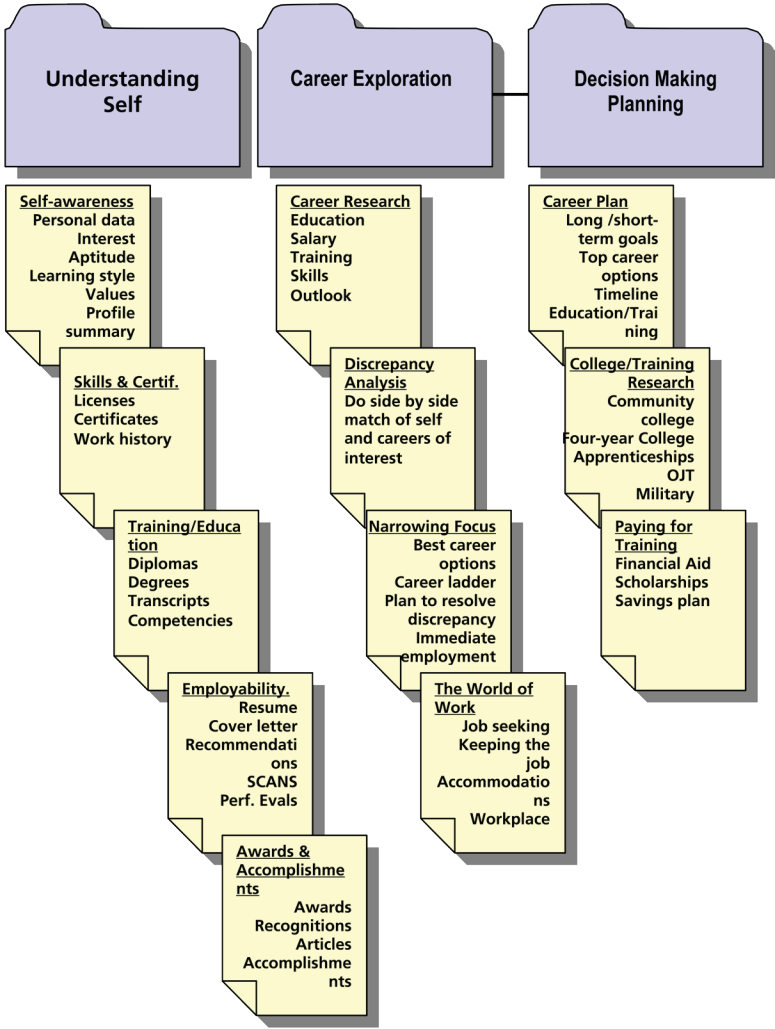 Understanding
Self
Career Exploration
Decision Making
Planning
Self-awareness
Personal data
Interest
Aptitude
Learning style
Values
Profile
summary
Skills & Certif.
Licenses
Certificates
Work history
Training/Educa
tion
Diplomas
Degrees
Transcripts
Competencies
Employability.
Resume
Cover letter
Recommendati
ons
SCANS
Perf. Evals
Awards &
Accomplishme
nts
Awards
Recognitions
Articles
Accomplishme
nts
Career Research
Education
Salary
Training
Skills
Outlook
Discrepancy
Analysis
Do side by side
match of self
and careers of
interest
Narrowing Focus
Best career
options
Career ladder
Plan to resolve
discrepancy
Immediate
employment
The World of
Work
Job seeking
Keeping the
job
Accommodatio
ns
Workplace
Career Plan
Long /short-
term goals
Top career
options
Timeline
Education/Trai
ning
College/Training
Research
Community
college
Four-year College
Apprenticeships
OJT
Military
Paying for
Training
Financial Aid
Scholarships
Savings plan